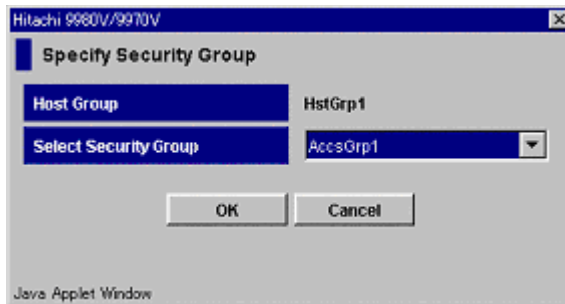 Hitachi 9980V/9970V
Specify Security Group
Host Group HstGrp1
Select Security Group AccsGrp1
OK Cancel
Java Applet Window